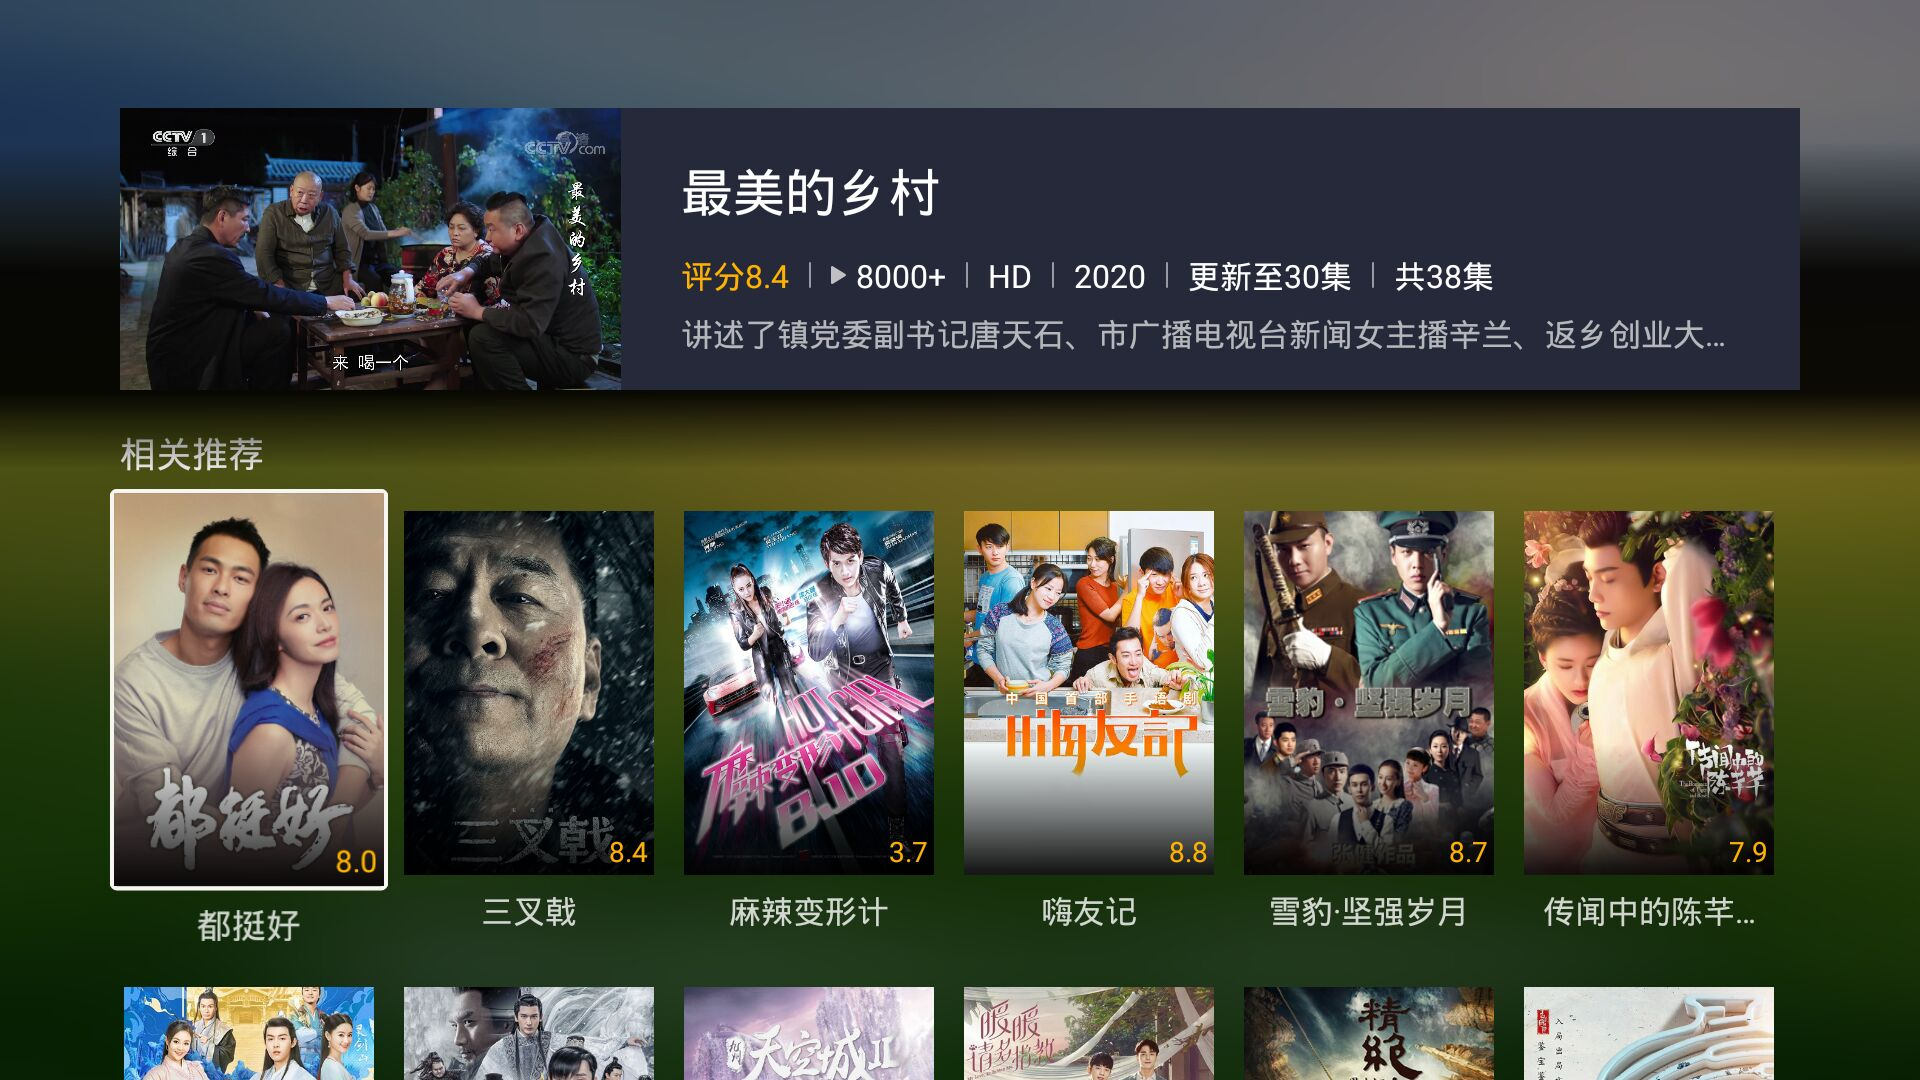 CCTV 1
综合
CCTV.com
最美的乡村
来 喝一个
最美的乡村
评分8.4
8000+
HD
2020
更新至30集
共38集
讲述了镇党委副书记唐天石、市广播电视台新闻女主播辛兰、返乡创业大...
相关推荐
都挺好
8.0
三叉戟
8.4
HOT GIRL
麻辣变形计
8.10
3.7
中国首部手语剧
嗨友記
8.8
雪豹·坚强岁月
张健作品
8.7
传闻中的陈芊芊
7.9
都挺好
三叉戟
麻辣变形计
嗨友记
雪豹·坚强岁月
传闻中的陈芊...
九州
天空城II
暖暖
请多指教
精绝